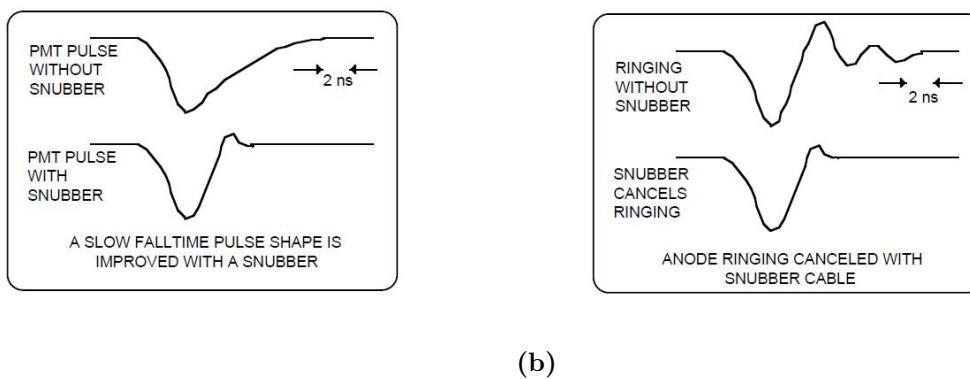 PMT PULSE
WITHOUT
SNUBBER
2 ns
PMT PULSE
WITH
SNUBBER
A SLOW FALLTIME PULSE SHAPE IS
IMPROVED WITH A SNUBBER
RINGING
WITHOUT
SNUBBER
2 ns
SNUBBER
CANCELS
RINGING
ANODE RINGING CANCELED WITH
SNUBBER CABLE
(b)